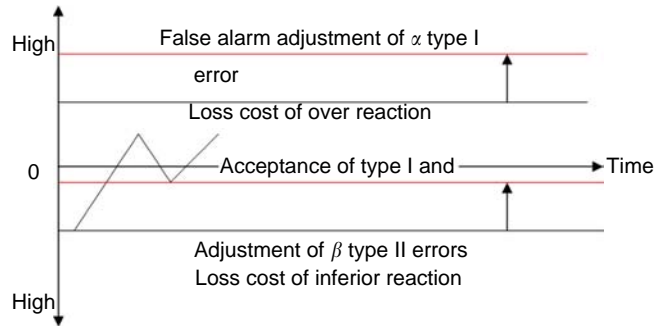 High
False alarm adjustment of α type I
error
Loss cost of over reaction
0
Acceptance of type I and
Time
Adjustment of β type II errors
Loss cost of inferior reaction
High